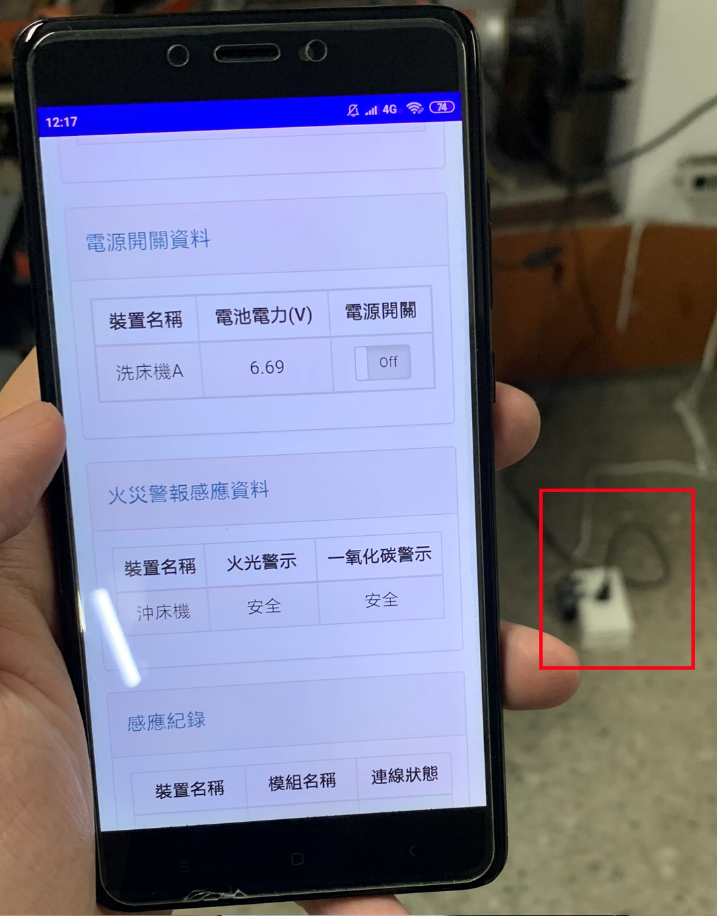 12:17 4G 74
電源開關資料
裝置名稱 電池電力(V) 電源開關
洗床機A 6.69 Off
火災警報感應資料
裝置名稱 火光警示 一氧化碳警示
沖床機 安全 安全
感應紀錄
裝置名稱 模組名稱 連線狀態